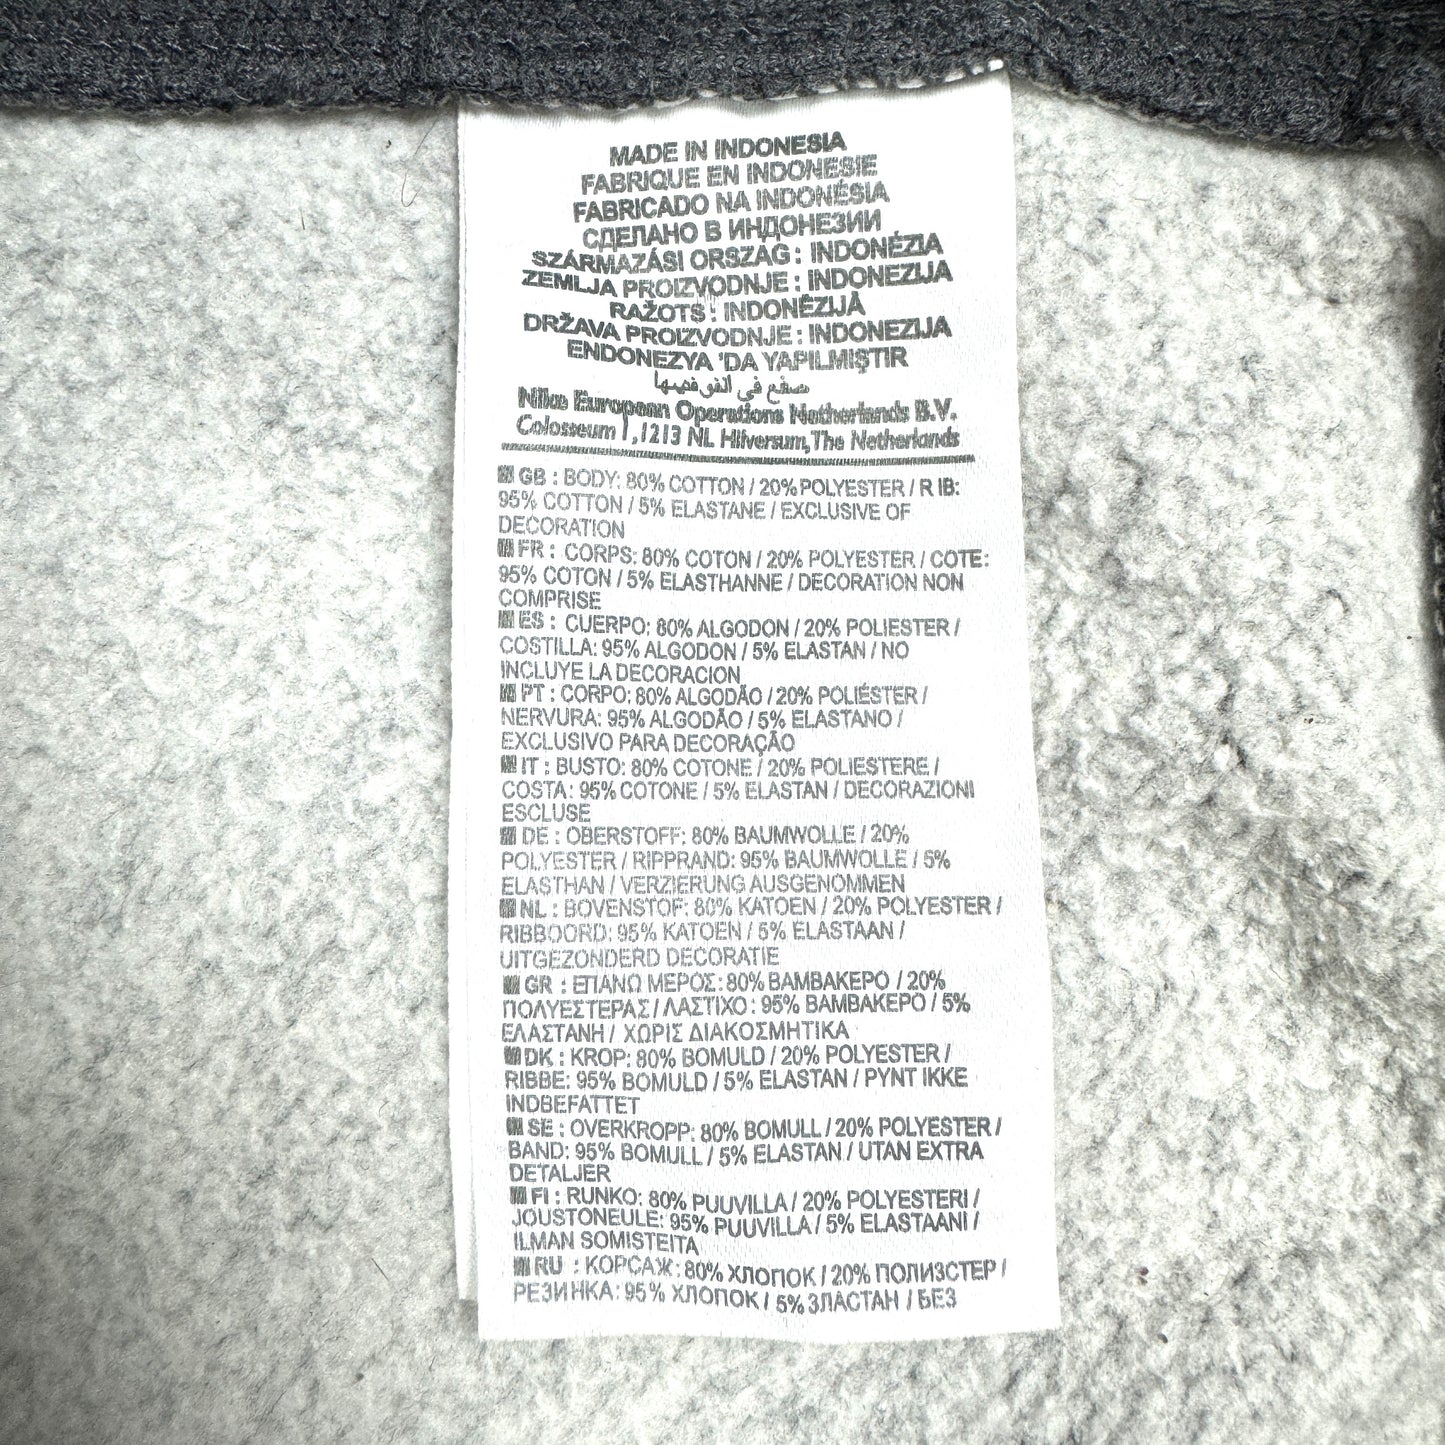 MADE IN INDONESIA
FABRIQUE EN INDONESIE
FABRICADO NA INDONÉSIA
СДЕЛАНО В ИНДОНЕЗИИ
SZÁRMAZÁSI ORSZÁG : INDONÉZIA
ZEMLJA PROIZVODNJE : INDONEZIJA
RAŽOTS : INDONĒZIJĀ
DRŽAVA PROIZVODNJE : INDONEZIJA
ENDONEZYA 'DA YAPILMIŞTIR
Nike European Operations Netherlands B.V.
Colosseum 1, 1213 NL Hilversum, The Netherlands
GB : BODY: 80% COTTON / 20% POLYESTER / RIB:
95% COTTON / 5% ELASTANE / EXCLUSIVE OF
DECORATION
FR : CORPS: 80% COTON / 20% POLYESTER / COTE:
95% COTON / 5% ELASTHANNE / DECORATION NON
COMPRISE
ES : CUERPO: 80% ALGODON / 20% POLIESTER /
COSTILLA: 95% ALGODON / 5% ELASTAN / NO
INCLUYE LA DECORACION
PT : CORPO: 80% ALGODÃO / 20% POLIÉSTER /
NERVURA: 95% ALGODÃO / 5% ELASTANO /
EXCLUSIVO PARA DECORAÇÃO
IT : BUSTO: 80% COTONE / 20% POLIESTERE /
COSTA: 95% COTONE / 5% ELASTAN / DECORAZIONI
ESCLUSE
DE : OBERSTOFF: 80% BAUMWOLLE / 20%
POLYESTER / RIPPRAND: 95% BAUMWOLLE / 5%
ELASTHAN / VERZIERUNG AUSGENOMMEN
NL : BOVENSTOF: 80% KATOEN / 20% POLYESTER /
RIBBOORD: 95% KATOEN / 5% ELASTAAN /
UITGEZONDERD DECORATIE
GR : ΕΠΑΝΩ ΜΕΡΟΣ: 80% ΒΑΜΒΑΚΕΡΟ / 20%
ΠΟΛΥΕΣΤΕΡΑΣ / ΛΑΣΤΙΧΟ: 95% ΒΑΜΒΑΚΕΡΟ / 5%
ΕΛΑΣΤΑΝΗ / ΧΩΡΙΣ ΔΙΑΚΟΣΜΗΤΙΚΑ
DK : KROP: 80% BOMULD / 20% POLYESTER /
RIBBE: 95% BOMULD / 5% ELASTAN / PYNT IKKE
INDBEFATTET
SE : OVERKROPP: 80% BOMULL / 20% POLYESTER /
BAND: 95% BOMULL / 5% ELASTAN / UTAN EXTRA
DETALJER
FI : RUNKO: 80% PUUVILLA / 20% POLYESTERI /
JOUSTONEULE: 95% PUUVILLA / 5% ELASTAANI /
ILMAN SOMISTEITA
RU : КОРСАЖ: 80% ХЛОПОК / 20% ПОЛИЭСТЕР /
РЕЗИНКА: 95% ХЛОПОК / 5% ЭЛАСТАН / БЕЗ